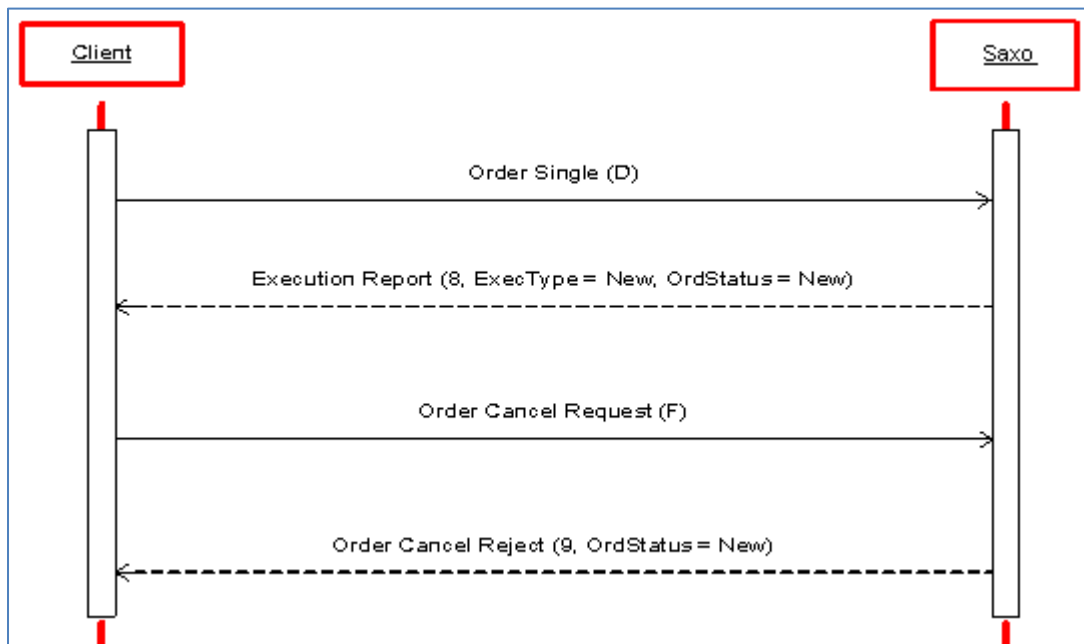 Client
Saxo
Order Single (D)
Execution Report (8, ExecType = New, OrdStatus = New)
Order Cancel Request (F)
Order Cancel Reject (9, OrdStatus = New)